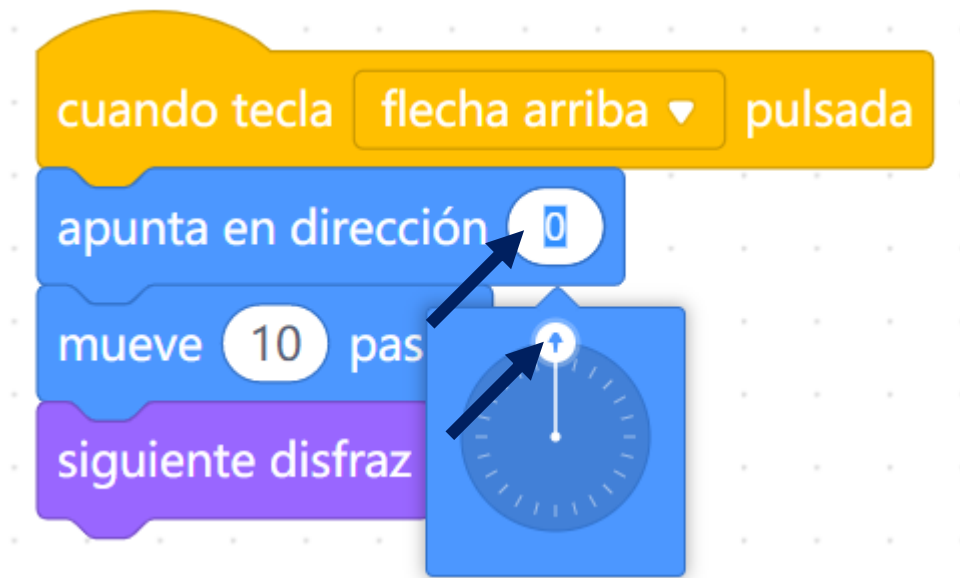 cuando tecla flecha arriba pulsada
apunta en dirección 0
mueve 10 pas
siguiente disfraz